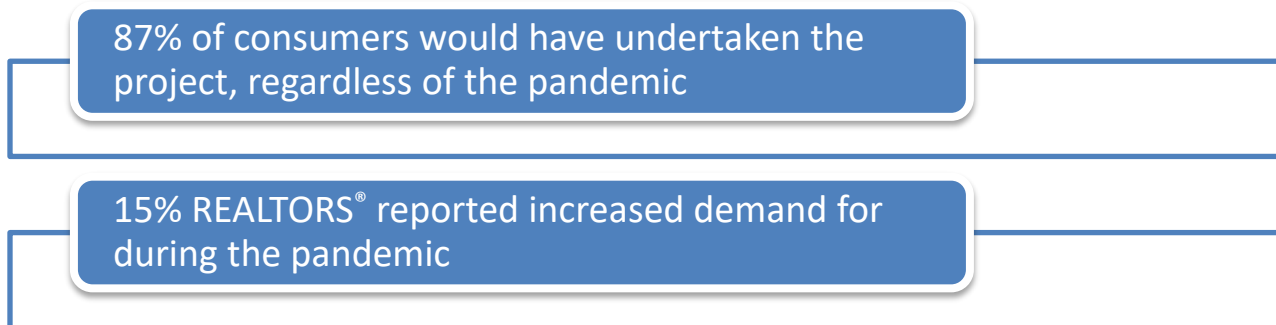 87% of consumers would have undertaken the
project, regardless of the pandemic
15% REALTORS® reported increased demand for
during the pandemic